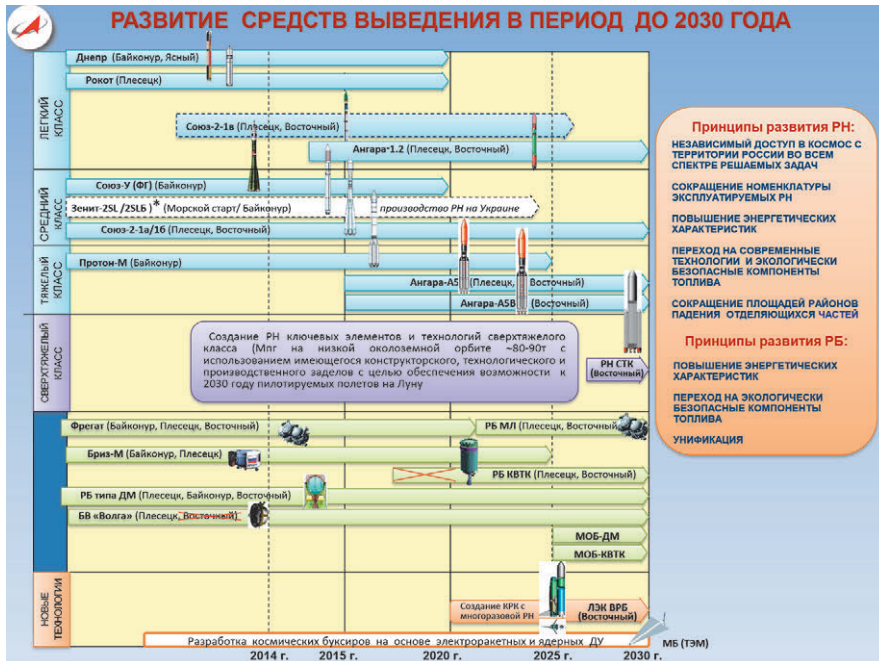 РАЗВИТИЕ СРЕДСТВ ВЫВЕДЕНИЯ В ПЕРИОД ДО 2030 ГОДА
ЛЕГКИЙ
КЛАСС
Днепр (Байконур, Ясный)
Рокот (Плесецк)
Союз-2-1в (Плесецк, Восточный)
Ангара-1.2 (Плесецк, Восточный)
СРЕДНИЙ
КЛАСС
Союз-У (ФГ) (Байконур)
Зенит-2SL /2SLБ )* (Морской старт/ Байконур) производство РН на Украине
Союз-2-1а/1б (Плесецк, Восточный)
ТЯЖЕЛЫЙ
КЛАСС
Протон-М (Байконур)
Ангара-А5 (Плесецк, Восточный)
Ангара-А5В (Восточный)
СВЕРХТЯЖЕЛЫЙ
КЛАСС
Создание РН ключевых элементов и технологий сверхтяжелого
класса (Мпг на низкой околоземной орбите ~80-90т с
использованием имеющегося конструкторского, технологического и
производственного заделов с целью обеспечения возможности к
2030 году пилотируемых полетов на Луну
РН СТК
(Восточный)
Фрегат (Байконур, Плесецк, Восточный)
РБ МЛ (Плесецк, Восточный)
Бриз-М (Байконур, Плесецк)
РБ КВТК (Плесецк, Восточный)
РБ типа ДМ (Плесецк, Байконур, Восточный)
БВ «Волга» (Плесецк, Восточный)
МОБ-ДМ
МОБ-КВТК
НОВЫЕ
ТЕХНОЛОГИИ
Создание КРК с
многоразовой РН
ЛЭК ВРБ
(Восточный)
Разработка космических буксиров на основе электроракетных и ядерных ДУ
МБ (ТЭМ)
2014 г. 2015 г. 2020 г. 2025 г. 2030 г.
Принципы развития РН:
НЕЗАВИСИМЫЙ ДОСТУП В КОСМОС С
ТЕРРИТОРИИ РОССИИ ВО ВСЕМ
СПЕКТРЕ РЕШАЕМЫХ ЗАДАЧ
СОКРАЩЕНИЕ НОМЕНКЛАТУРЫ
ЭКСПЛУАТИРУЕМЫХ РН
ПОВЫШЕНИЕ ЭНЕРГЕТИЧЕСКИХ
ХАРАКТЕРИСТИК
ПЕРЕХОД НА СОВРЕМЕННЫЕ
ТЕХНОЛОГИИ И ЭКОЛОГИЧЕСКИ
БЕЗОПАСНЫЕ КОМПОНЕНТЫ
ТОПЛИВА
СОКРАЩЕНИЕ ПЛОЩАДЕЙ РАЙОНОВ
ПАДЕНИЯ ОТДЕЛЯЮЩИХСЯ ЧАСТЕЙ
Принципы развития РБ:
ПОВЫШЕНИЕ ЭНЕРГЕТИЧЕСКИХ
ХАРАКТЕРИСТИК
ПЕРЕХОД НА ЭКОЛОГИЧЕСКИ
БЕЗОПАСНЫЕ КОМПОНЕНТЫ
ТОПЛИВА
УНИФИКАЦИЯ